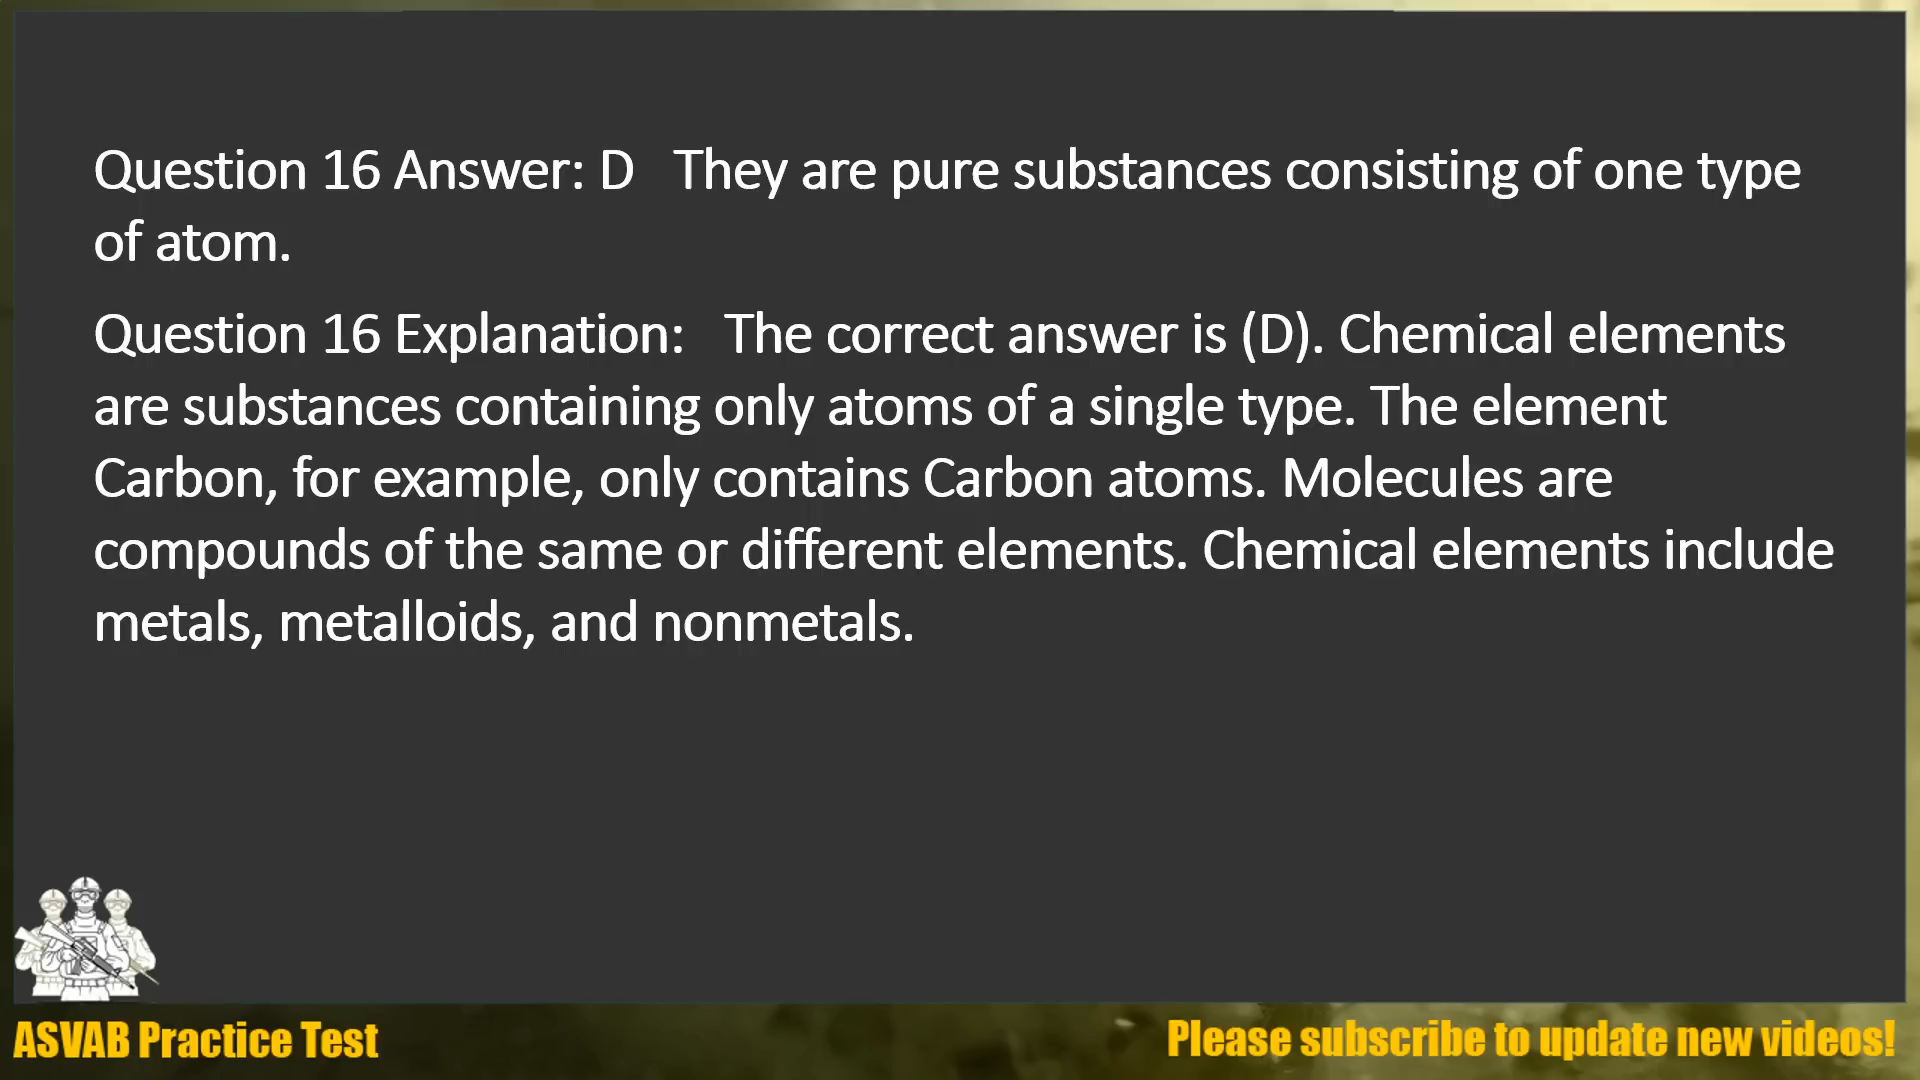 Question 16 Answer: D   They are pure substances consisting of one type
of atom.
Question 16 Explanation:   The correct answer is (D). Chemical elements
are substances containing only atoms of a single type. The element
Carbon, for example, only contains Carbon atoms. Molecules are
compounds of the same or different elements. Chemical elements include
metals, metalloids, and nonmetals.
ASVAB Practice Test
Please subscribe to update new videos!